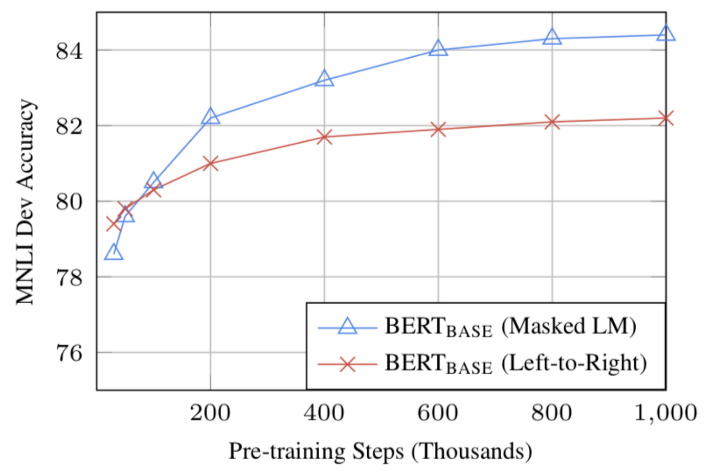 84
82
80
78
76
MNLI Dev Accuracy
BERTBASE (Masked LM)
BERTBASE (Left-to-Right)
200 400 600 800 1,000
Pre-training Steps (Thousands)